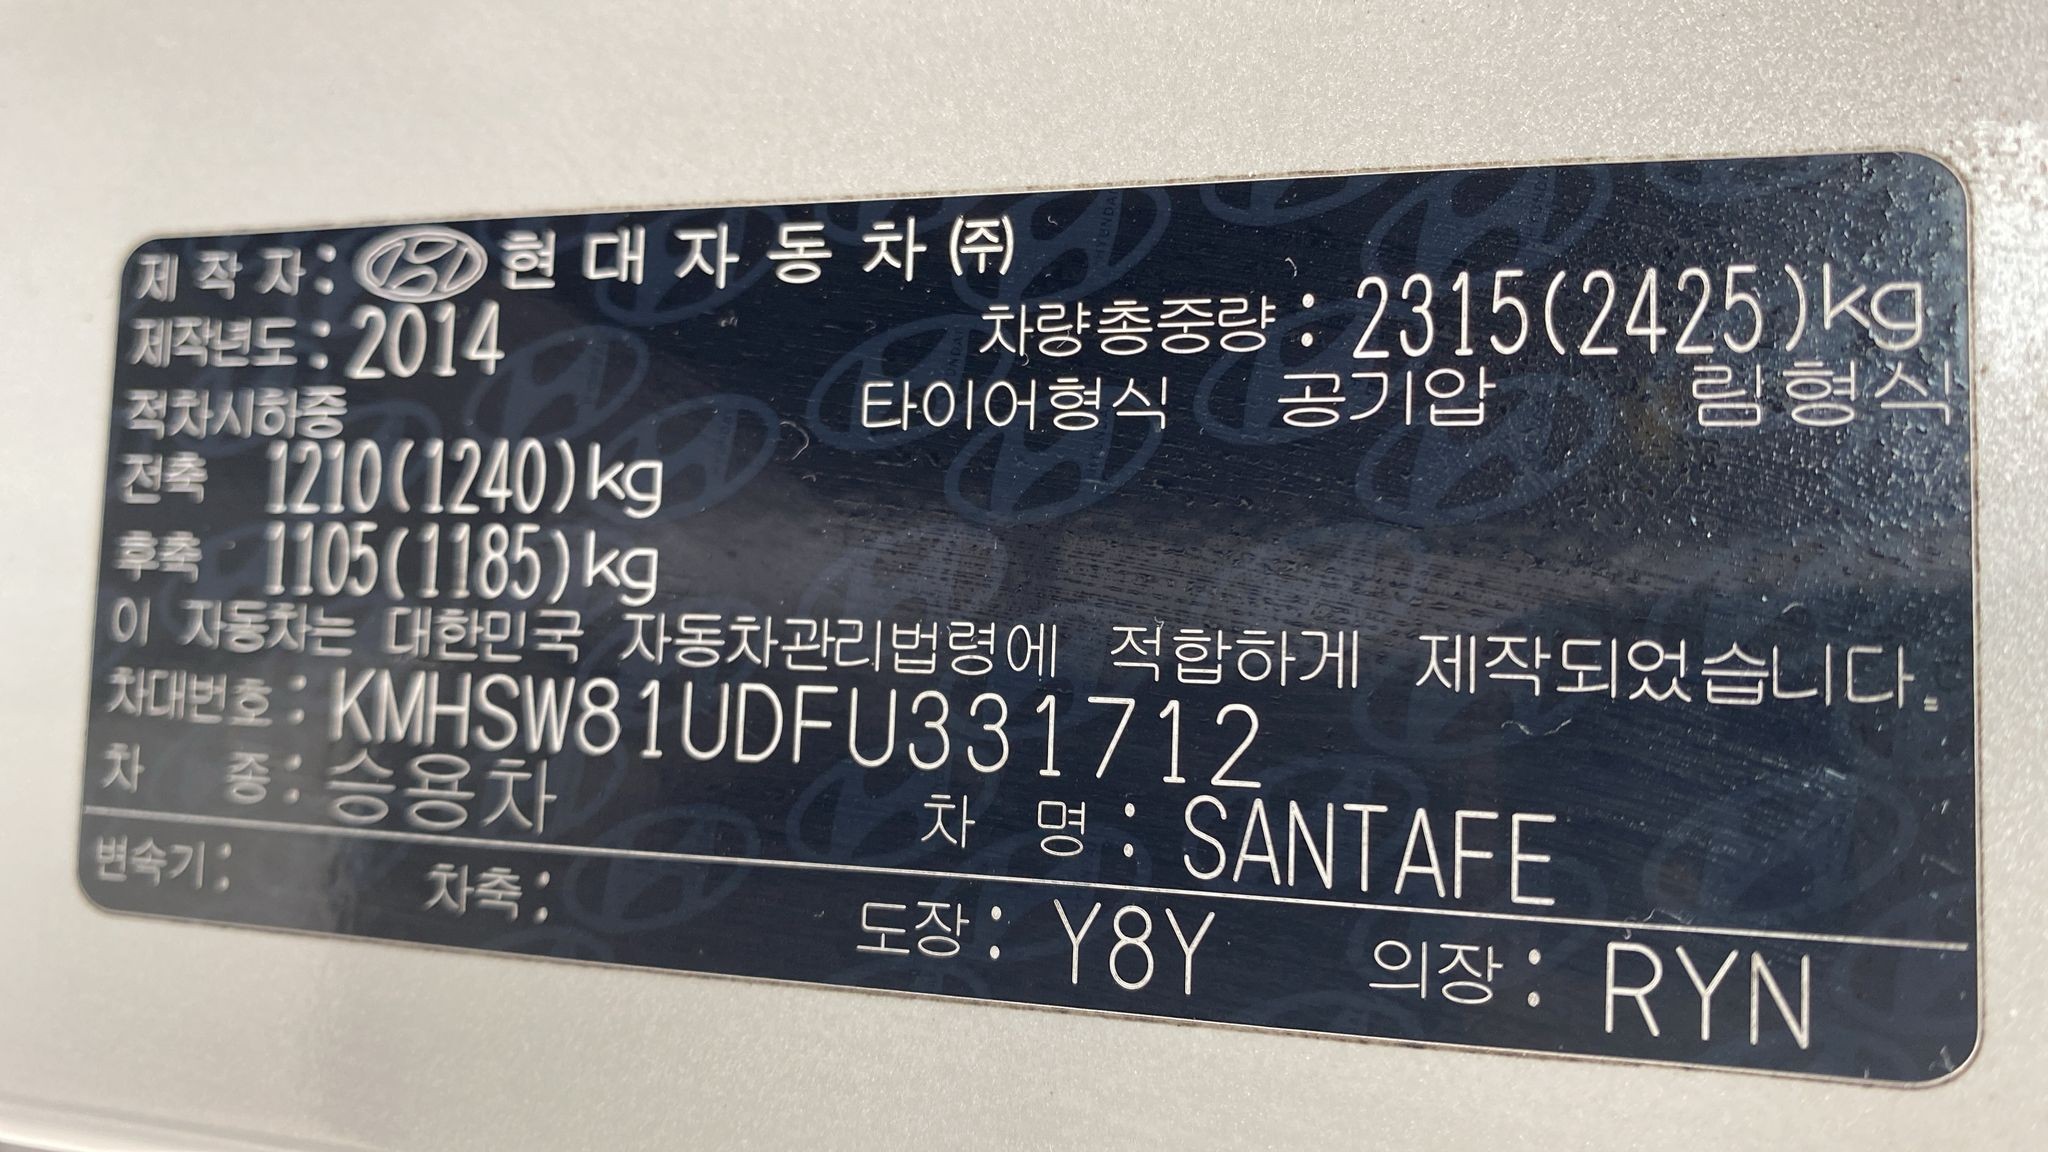 제작자: 현대자동차㈜
제작년도: 2014
차량총중량: 2315(2425)kg
적차시하중
타이어형식 공기압 림형식
전축 1210(1240)kg
후축 1105(1185)kg
이 자동차는 대한민국 자동차관리법령에 적합하게 제작되었습니다.
차대번호: KMHSW81UDFU331712
차 종: 승용차 차 명: SANTAFE
변속기: 차축: 도장: Y8Y 의장: RYN